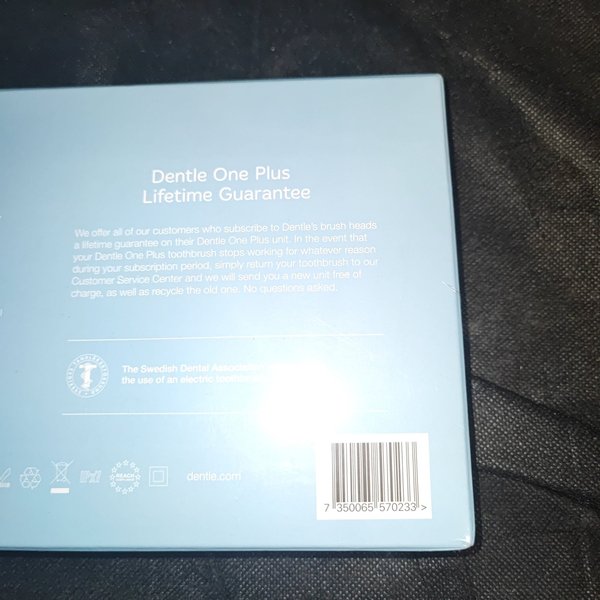 Dentle One Plus
Lifetime Guarantee
We offer all of our customers who subscribe to Dentle's brush heads
a lifetime guarantee on their Dentle One Plus unit. In the event that
your Dentle One Plus toothbrush stops working for whatever reason
during your subscription period, simply return your toothbrush to our
Customer Service Center and we will send you a new unit free of
charge, as well as recycle the old one. No questions asked.
The Swedish Dental Association
the use of an electric
REACH
dentle.com
7 350065 570233 >